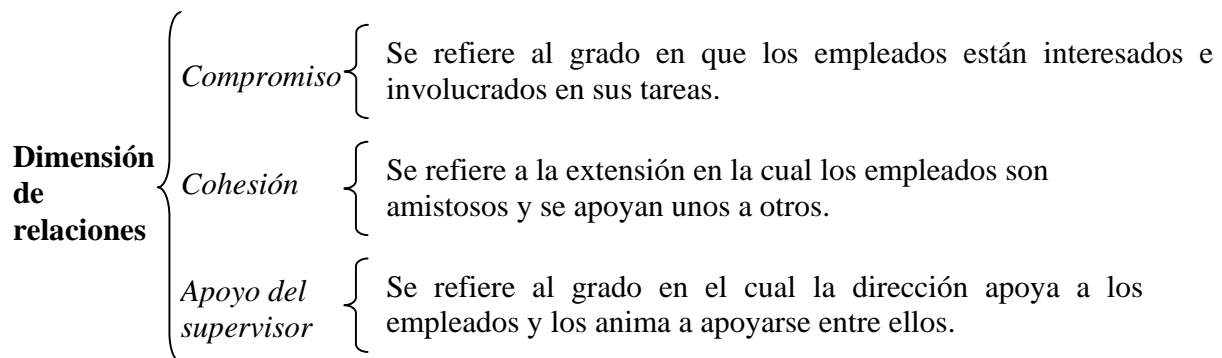 Dimensión
de
relaciones
Compromiso
Se refiere al grado en que los empleados están interesados e
involucrados en sus tareas.
Cohesión
Se refiere a la extensión en la cual los empleados son
amistosos y se apoyan unos a otros.
Apoyo del
supervisor
Se refiere al grado en el cual la dirección apoya a los
empleados y los anima a apoyarse entre ellos.